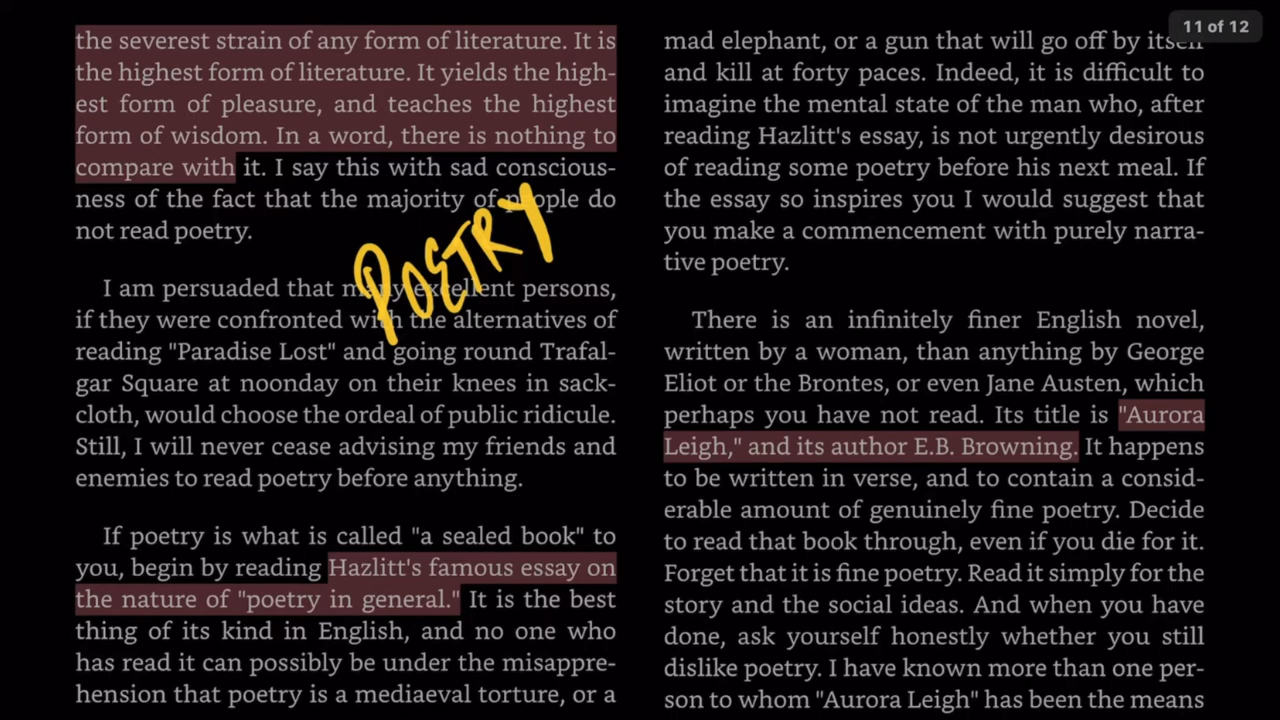 the severest strain of any form of literature. It is
the highest form of literature. It yields the high-
est form of pleasure, and teaches the highest
form of wisdom. In a word, there is nothing to
compare with it. I say this with sad conscious-
ness of the fact that the majority of people do
not read poetry.
POETRY
I am persuaded that many excellent persons,
if they were confronted with the alternatives of
reading "Paradise Lost" and going round Trafal-
gar Square at noonday on their knees in sack-
cloth, would choose the ordeal of public ridicule.
Still, I will never cease advising my friends and
enemies to read poetry before anything.
If poetry is what is called "a sealed book" to
you, begin by reading Hazlitt's famous essay on
the nature of "poetry in general." It is the best
thing of its kind in English, and no one who
has read it can possibly be under the misappre-
hension that poetry is a mediaeval torture, or a
11 of 12
mad elephant, or a gun that will go off by itself
and kill at forty paces. Indeed, it is difficult to
imagine the mental state of the man who, after
reading Hazlitt's essay, is not urgently desirous
of reading some poetry before his next meal. If
the essay so inspires you I would suggest that
you make a commencement with purely narra-
tive poetry.
There is an infinitely finer English novel,
written by a woman, than anything by George
Eliot or the Brontes, or even Jane Austen, which
perhaps you have not read. Its title is "Aurora
Leigh," and its author E.B. Browning. It happens
to be written in verse, and to contain a consid-
erable amount of genuinely fine poetry. Decide
to read that book through, even if you die for it.
Forget that it is fine poetry. Read it simply for the
story and the social ideas. And when you have
done, ask yourself honestly whether you still
dislike poetry. I have known more than one per-
son to whom "Aurora Leigh" has been the means